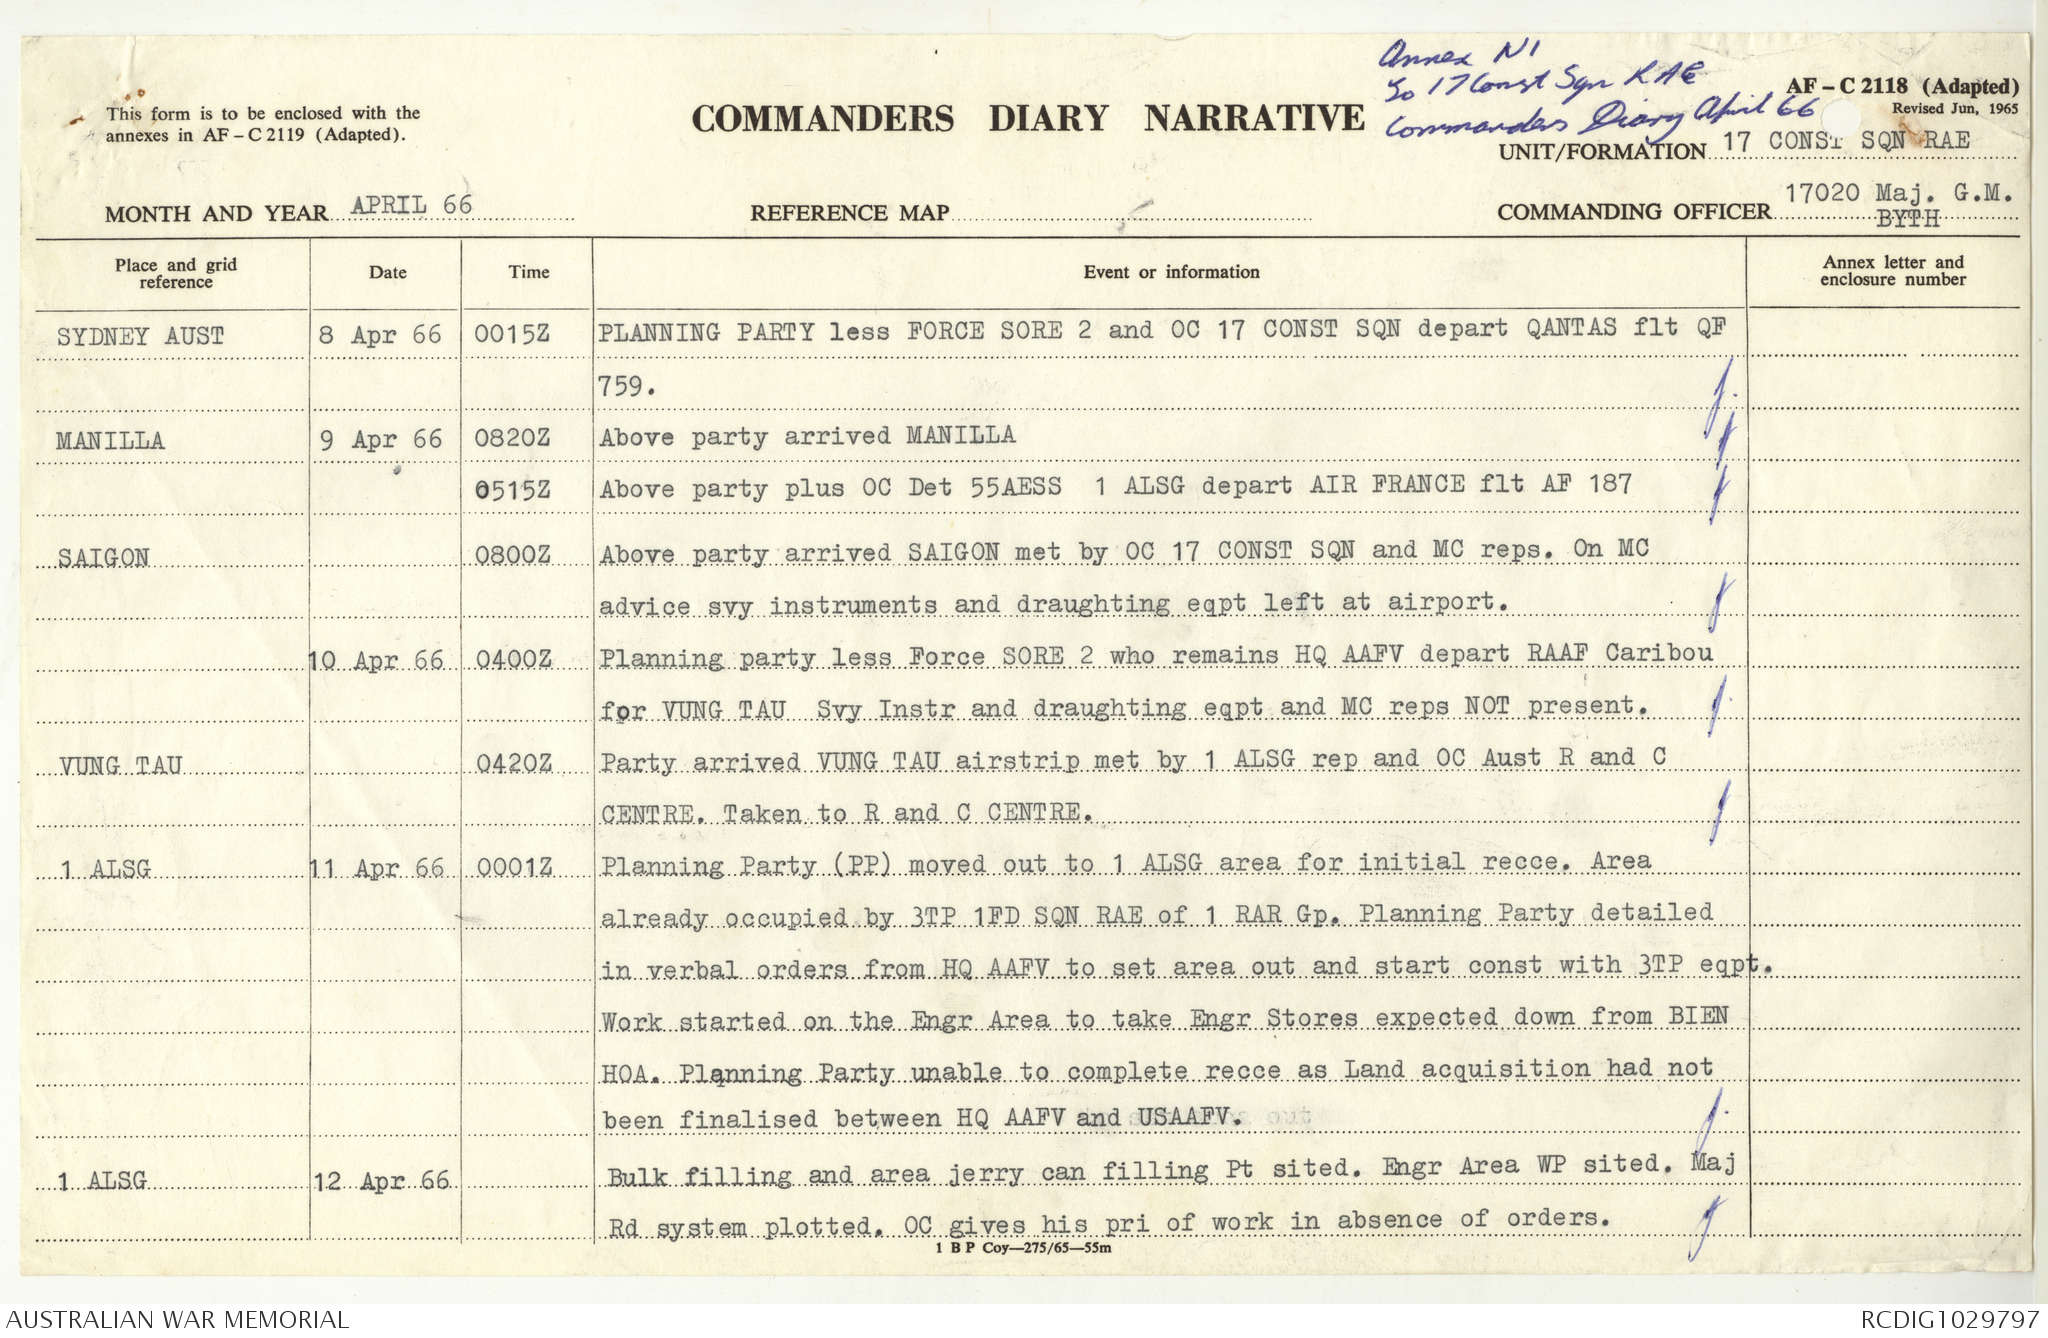 Annex N1
To 17 Const Sqn RAE
Commanders Diary April 66
AF – C 2118 (Adapted)
Revised Jun, 1965
This form is to be enclosed with the
annexes in AF – C 2119 (Adapted).
COMMANDERS DIARY NARRATIVE
UNIT/FORMATION 17 CONST SQN RAE
MONTH AND YEAR APRIL 66
REFERENCE MAP
COMMANDING OFFICER 17020 Maj. G.M.
BYTH
Place and grid
reference
Date
Time
Event or information
Annex letter and
enclosure number
SYDNEY AUST 8 Apr 66 0015Z PLANNING PARTY less FORCE SORE 2 and OC 17 CONST SQN depart QANTAS flt QF
759.
MANILLA 9 Apr 66 0820Z Above party arrived MANILLA
0515Z Above party plus OC Det 55AESS 1 ALSG depart AIR FRANCE flt AF 187
SAIGON 0800Z Above party arrived SAIGON met by OC 17 CONST SQN and MC reps. On MC
advice svy instruments and draughting eqpt left at airport.
10 Apr 66 0400Z Planning party less Force SORE 2 who remains HQ AAFV depart RAAF Caribou
for VUNG TAU Svy Instr and draughting eqpt and MC reps NOT present.
VUNG TAU 0420Z Party arrived VUNG TAU airstrip met by 1 ALSG rep and OC Aust R and C
CENTRE. Taken to R and C CENTRE.
1 ALSG 11 Apr 66 0001Z Planning Party (PP) moved out to 1 ALSG area for initial recce. Area
already occupied by 3TP 1FD SQN RAE of 1 RAR Gp. Planning Party detailed
in verbal orders from HQ AAFV to set area out and start const with 3TP eqpt.
Work started on the Engr Area to take Engr Stores expected down from BIEN
HOA. Planning Party unable to complete recce as Land acquisition had not
been finalised between HQ AAFV and USAAFV.
1 ALSG 12 Apr 66 Bulk filling and area jerry can filling Pt sited. Engr Area WP sited. Maj
Rd system plotted. OC gives his pri of work in absence of orders.
1 B P Coy—275/65—55m
AUSTRALIAN WAR MEMORIAL
RCDIG1029797